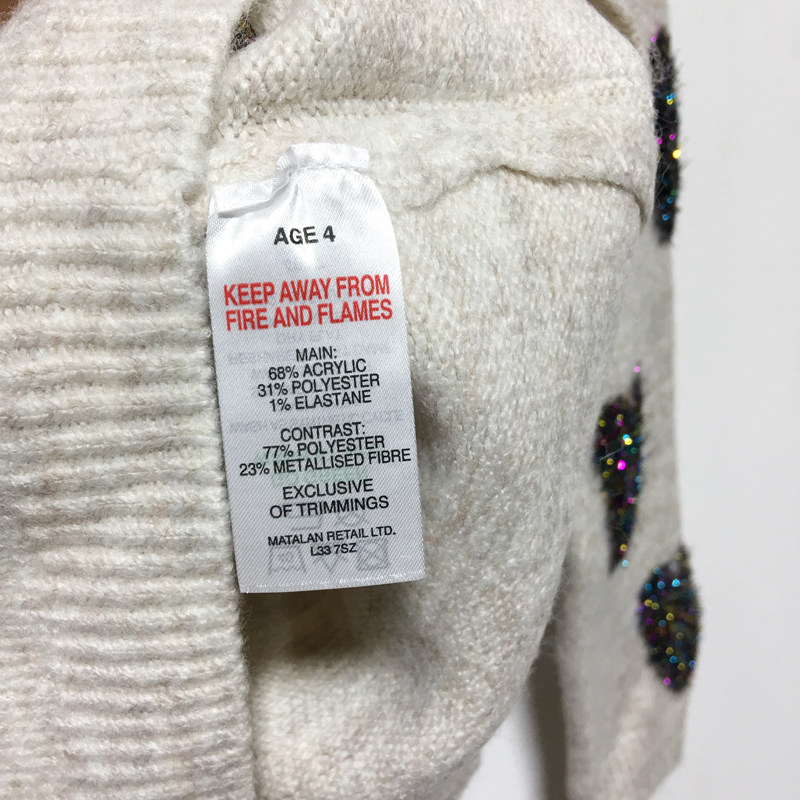 AGE 4
KEEP AWAY FROM
FIRE AND FLAMES
MAIN:
68% ACRYLIC
31% POLYESTER
1% ELASTANE
CONTRAST:
77% POLYESTER
23% METALLISED FIBRE
EXCLUSIVE
OF TRIMMINGS
MATALAN RETAIL LTD.
L33 7SZ